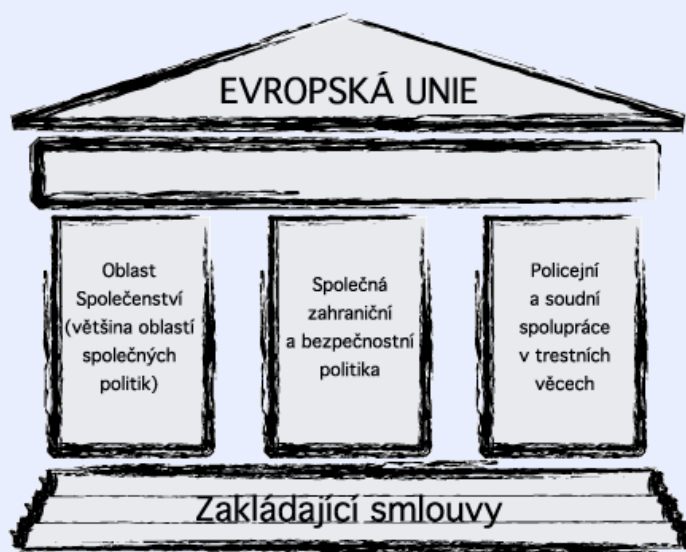 EVROPSKÁ UNIE
Oblast
Společenství
(většina oblastí
společných
politik)
Společná
zahraniční
a bezpečnostní
politika
Policejní
a soudní
spolupráce
v trestních
věcech
Zakládající smlouvy